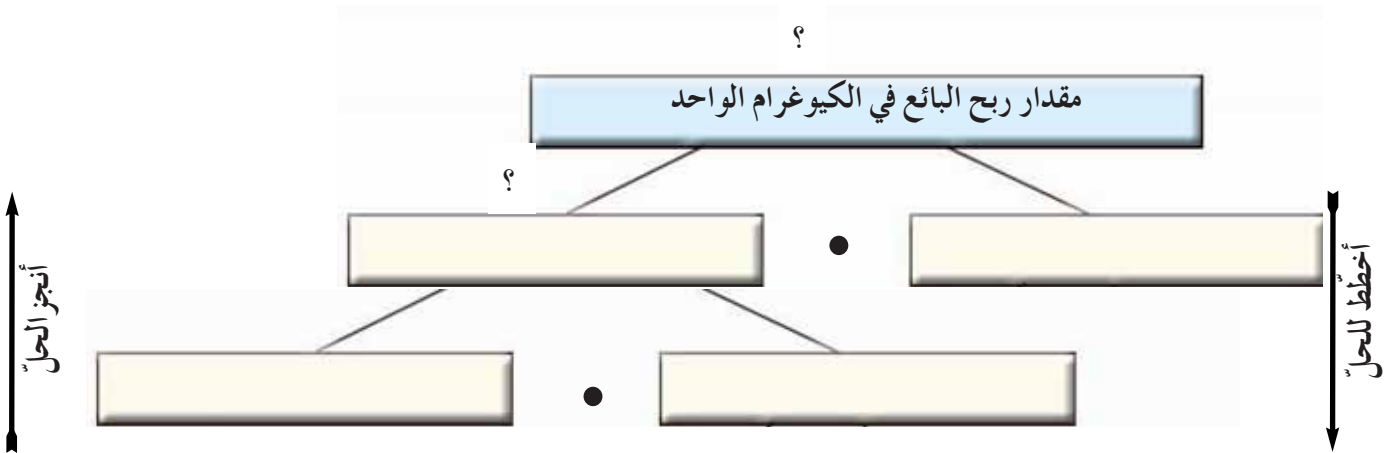 ؟
مقدار ربح البائع في الكيوغرام الواحد
؟
أخطّط للحلّ
أنجز الحلّ